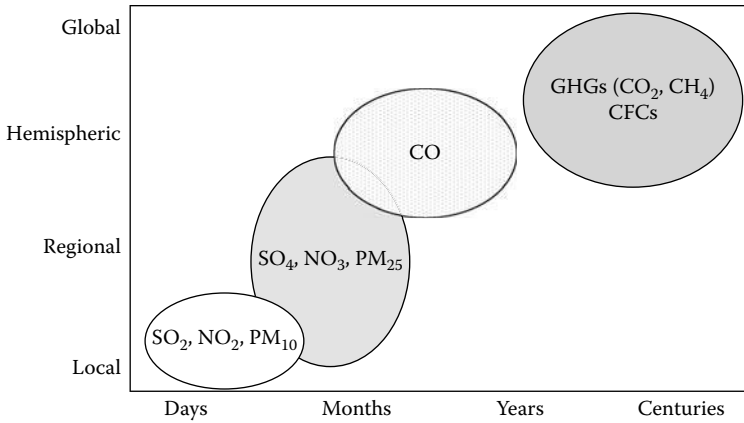 Global
GHGs (CO₂, CH₄)
CFCs
Hemispheric
CO
Regional
SO₄, NO₃, PM₂₅
SO₂, NO₂, PM₁₀
Local
Days Months Years Centuries